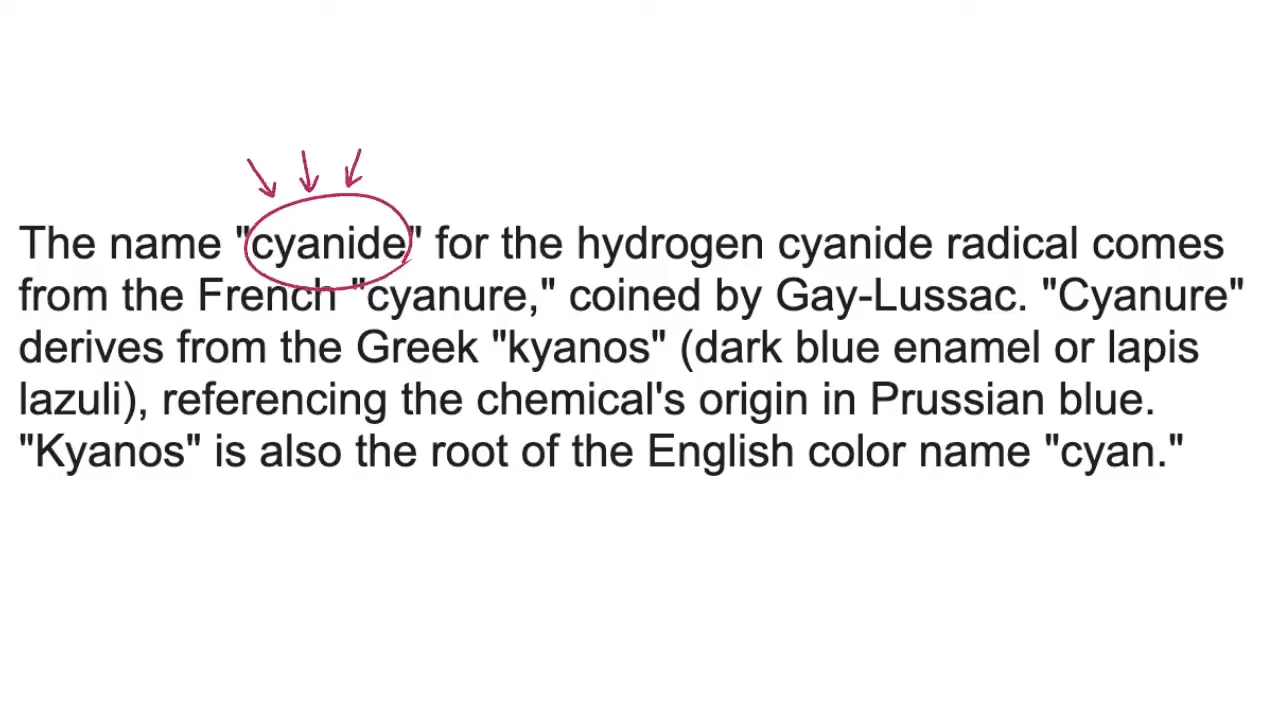 The name "cyanide" for the hydrogen cyanide radical comes
from the French "cyanure," coined by Gay-Lussac. "Cyanure"
derives from the Greek "kyanos" (dark blue enamel or lapis
lazuli), referencing the chemical's origin in Prussian blue.
"Kyanos" is also the root of the English color name "cyan."